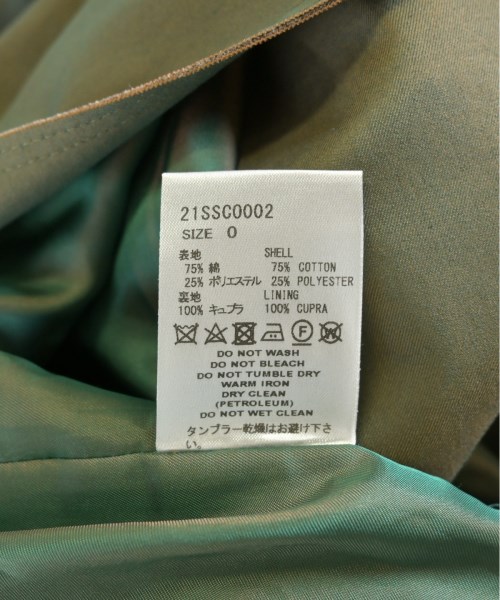 21SSC0002
SIZE 0
表地 SHELL
75% 綿 75% COTTON
25% ポリエステル 25% POLYESTER
裏地 LINING
100% キュプラ 100% CUPRA
DO NOT WASH
DO NOT BLEACH
DO NOT TUMBLE DRY
WARM IRON
DRY CLEAN
(PETROLEUM)
DO NOT WET CLEAN
タンブラー乾燥はお避け下さ
い。